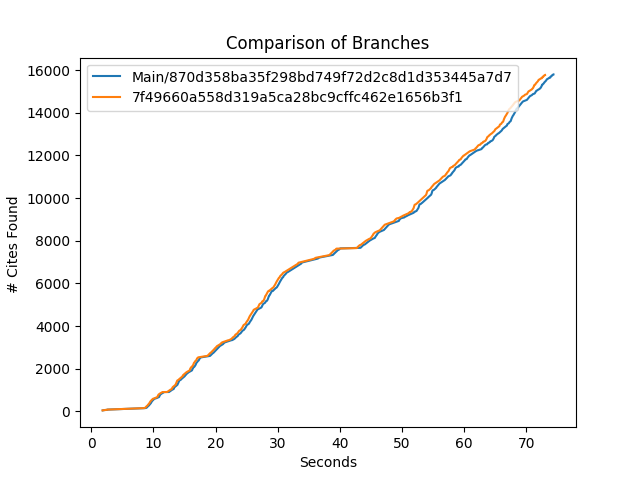 Comparison of Branches
Main/870d358ba35f298bd749f72d2c8d1d353445a7d7
7f49660a558d319a5ca28bc9cffc462e1656b3f1
16000
14000
12000
10000
8000
6000
4000
2000
0
# Cites Found
0 10 20 30 40 50 60 70
Seconds